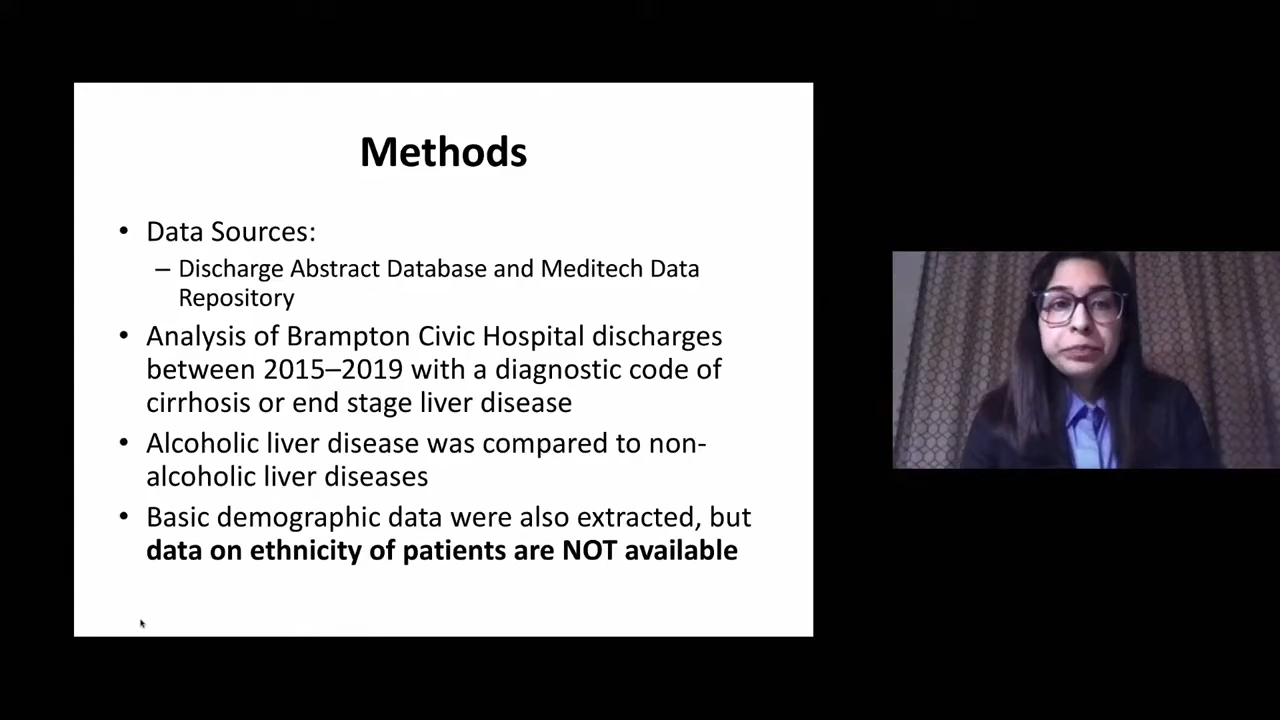 Methods
• Data Sources:
– Discharge Abstract Database and Meditech Data
Repository
• Analysis of Brampton Civic Hospital discharges
between 2015–2019 with a diagnostic code of
cirrhosis or end stage liver disease
• Alcoholic liver disease was compared to non-
alcoholic liver diseases
• Basic demographic data were also extracted, but
data on ethnicity of patients are NOT available